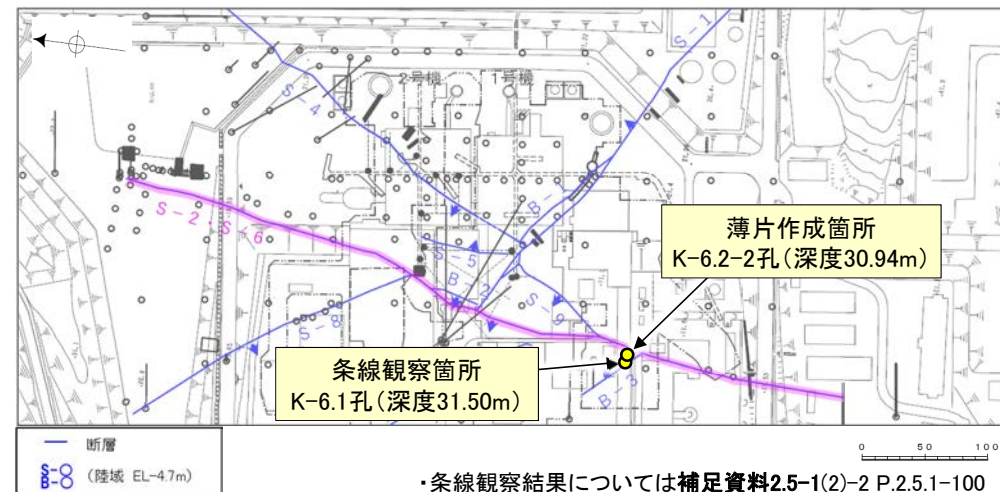 2号機
1号機
S-1
S-4
B-1
S-2・S-6
S-5
B-2
S-9
S-8
B-3
薄片作成箇所
K-6.2-2孔(深度30.94m)
条線観察箇所
K-6.1孔(深度31.50m)
断層
S-○
B-○
(陸域 EL-4.7m)
0 50 100
・条線観察結果については補足資料2.5-1(2)-2 P.2.5.1-100